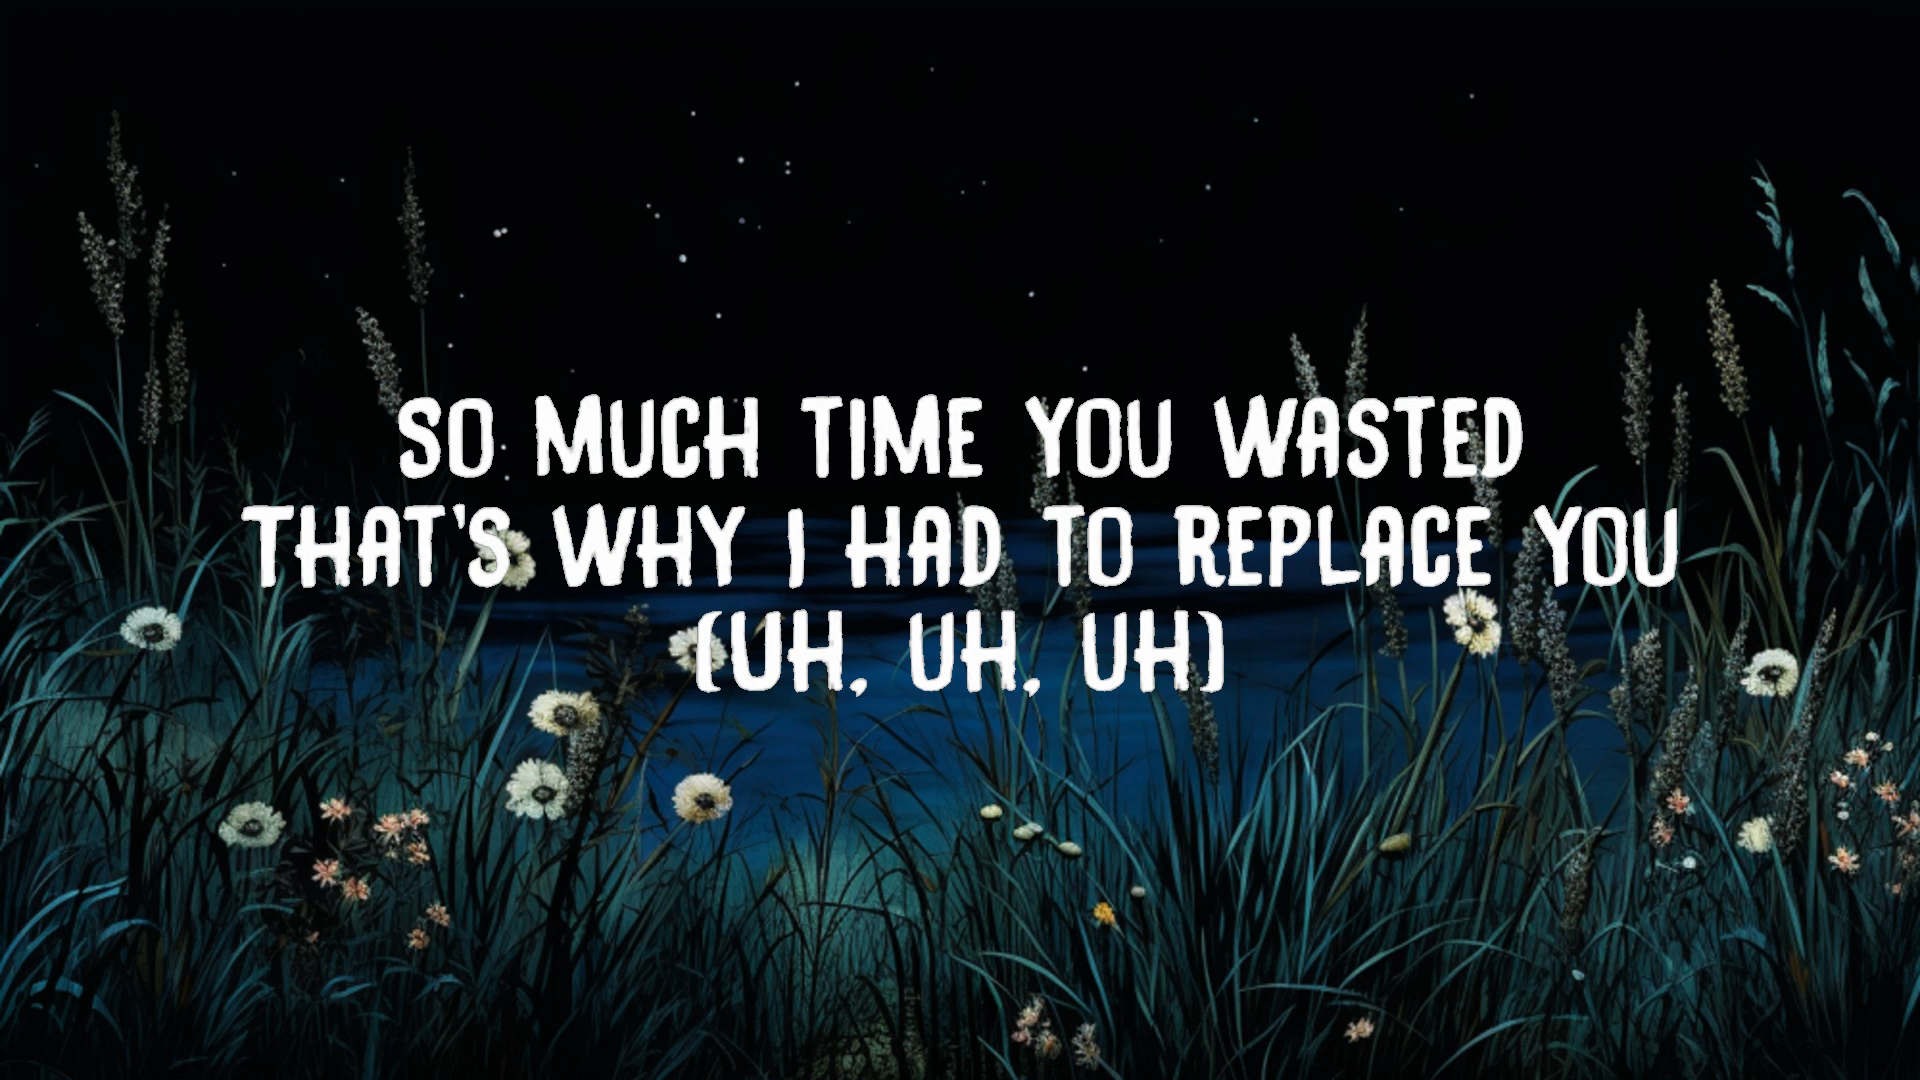 SO MUCH TIME YOU WASTED
THAT'S WHY I HAD TO REPLACE YOU
(UH, UH, UH)